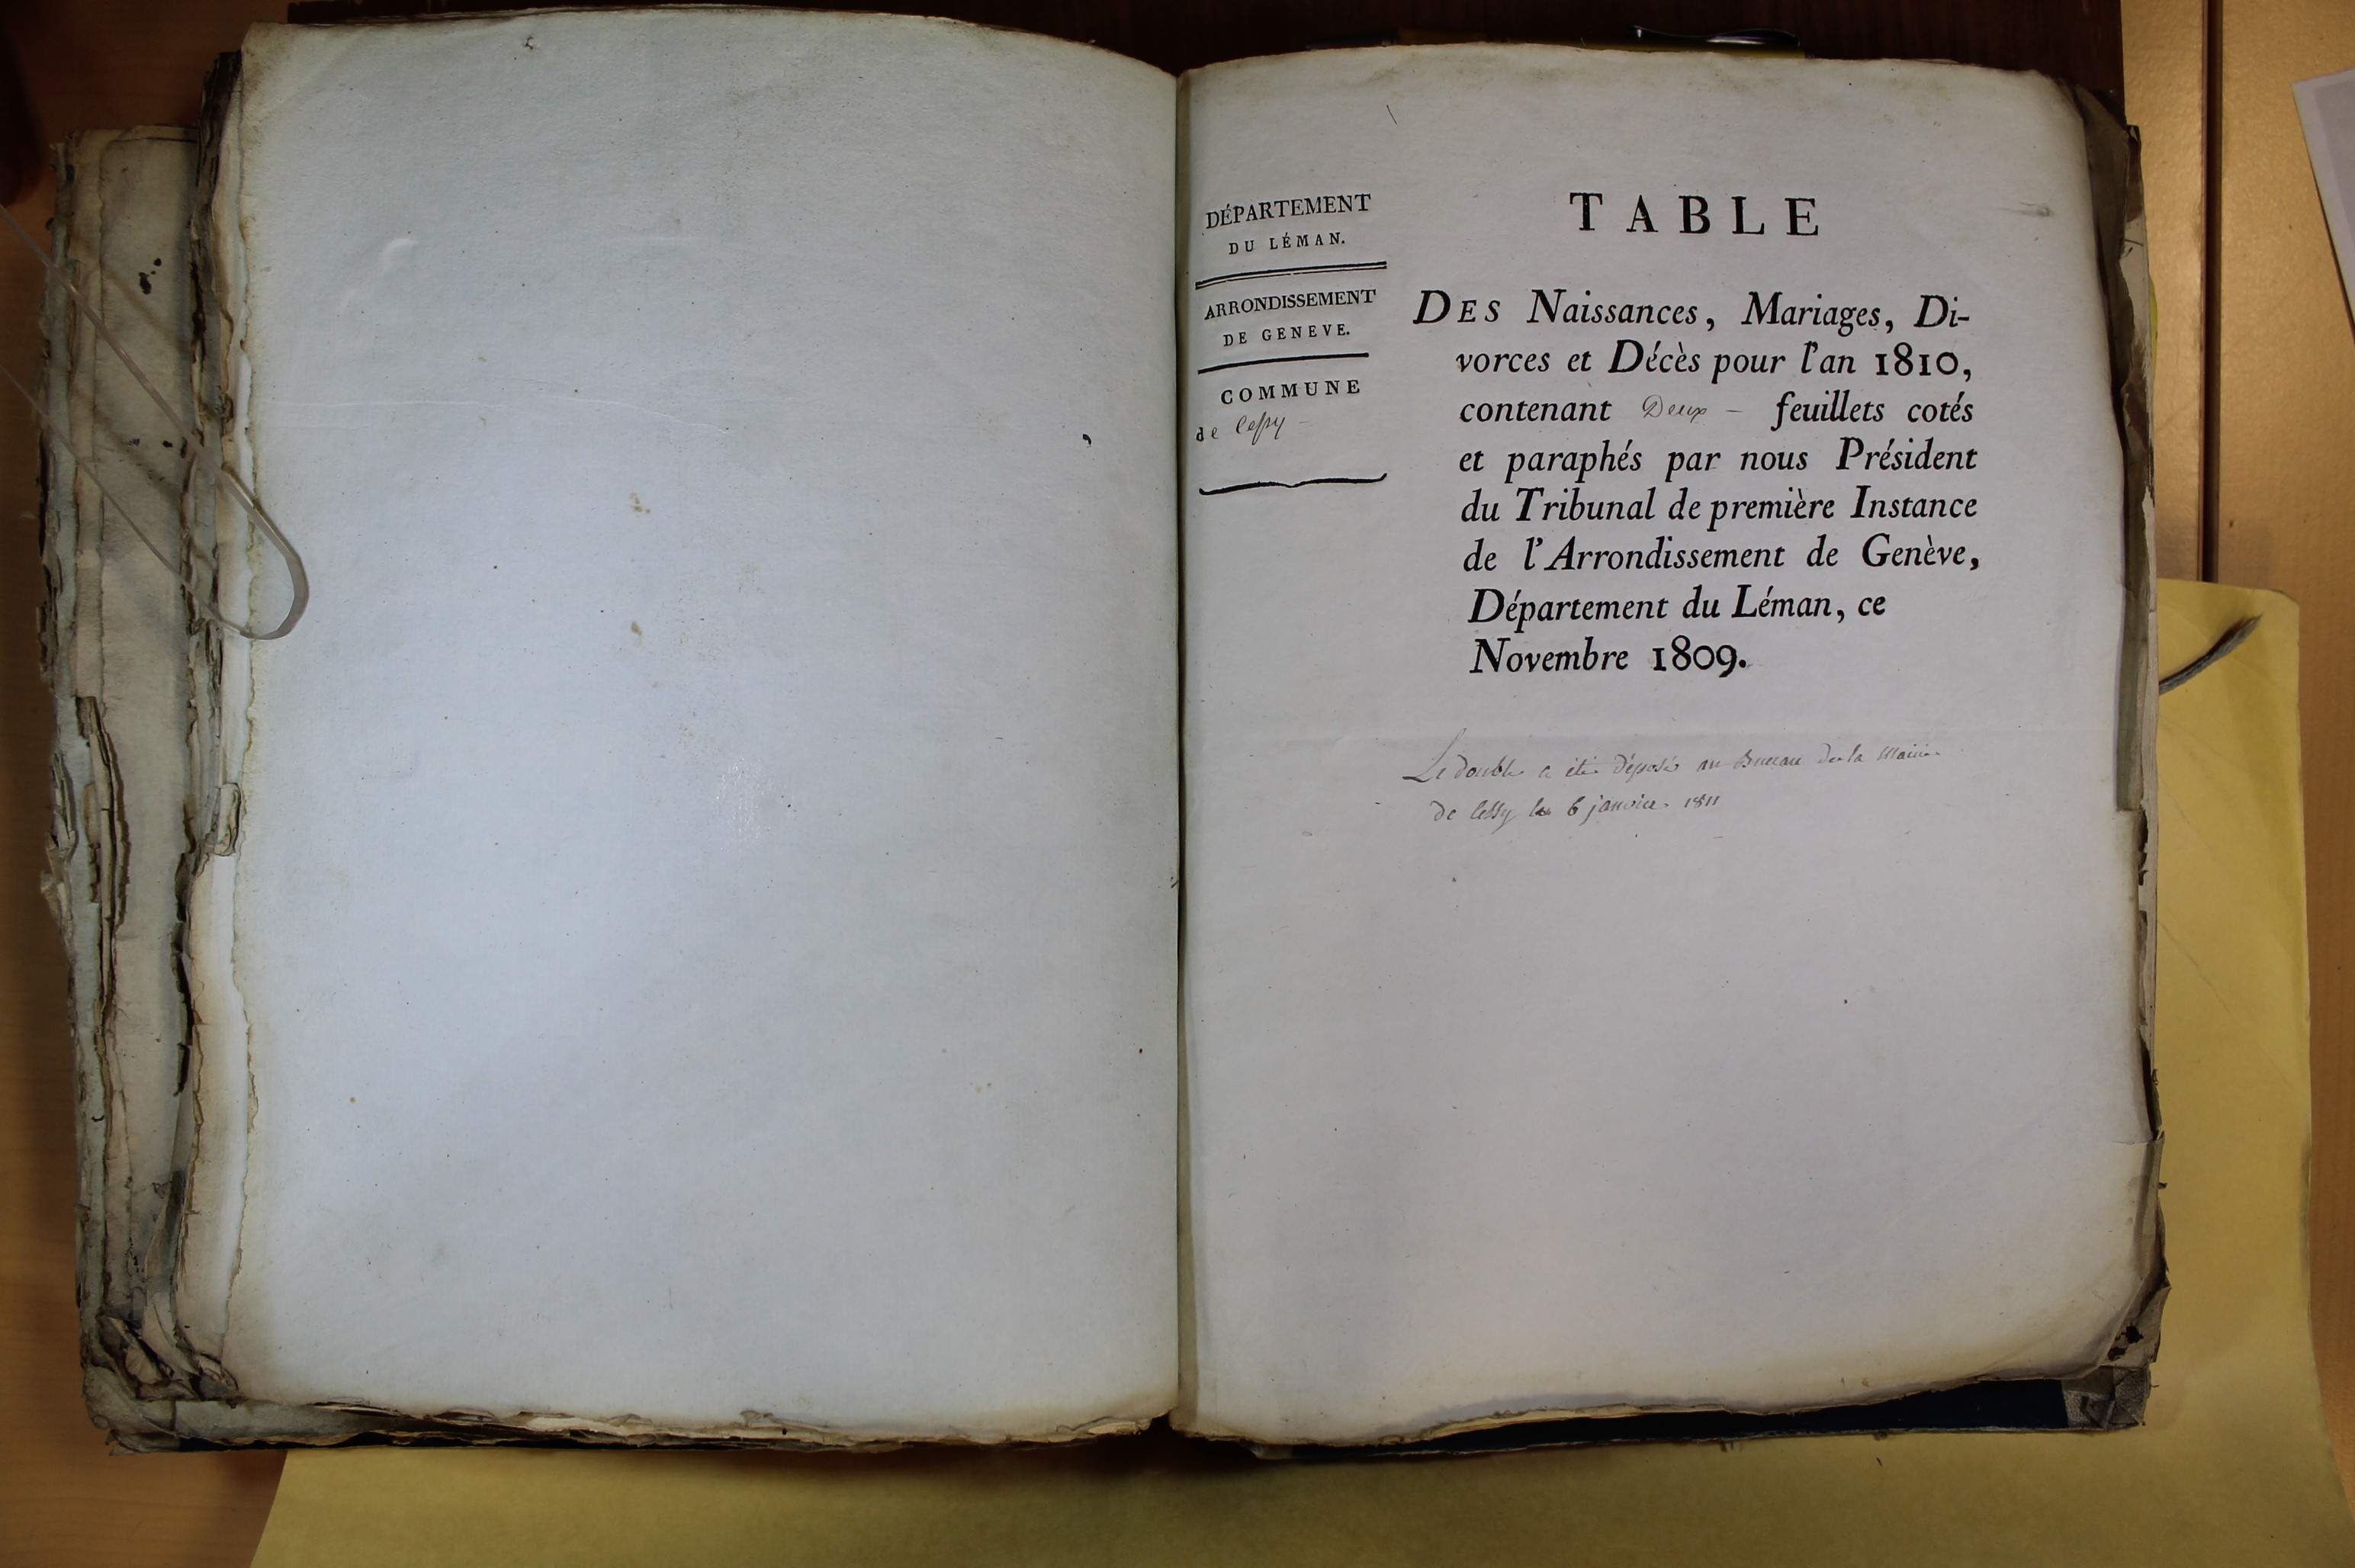 DÉPARTEMENT
DU LÉMAN.
ARRONDISSEMENT
DE GENEVE.
COMMUNE
de Cessy
TABLE
DES Naissances, Mariages, Di-
vorces et Décès pour l'an 1810,
contenant Deux – feuillets cotés
et paraphés par nous Président
du Tribunal de première Instance
de l'Arrondissement de Genève,
Département du Léman, ce
Novembre 1809.
Le double a été déposé au Bureau de la Mairie
de Cessy le 6 janvier 1811